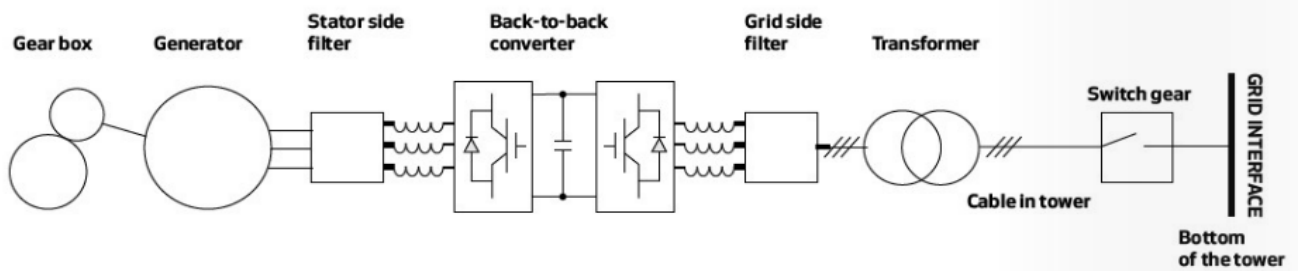 Gear box
Generator
Stator side
filter
Back-to-back
converter
Grid side
filter
Transformer
Switch gear
GRID INTERFACE
Cable in tower
Bottom
of the tower